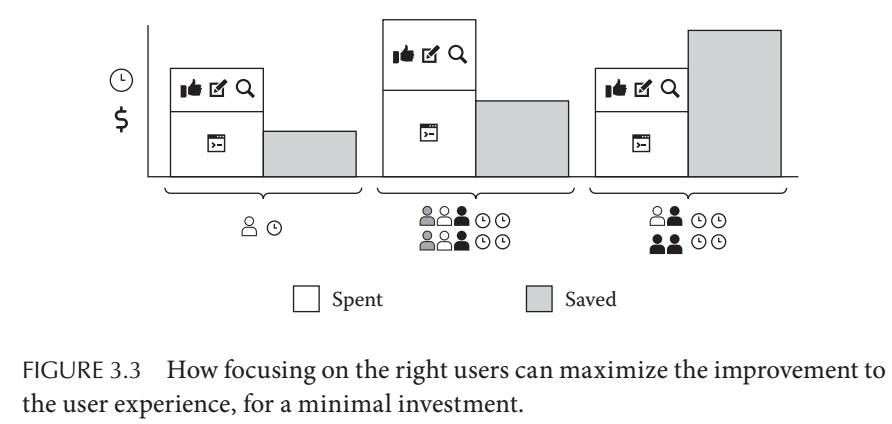 $
Spent
Saved
FIGURE 3.3 How focusing on the right users can maximize the improvement to
the user experience, for a minimal investment.